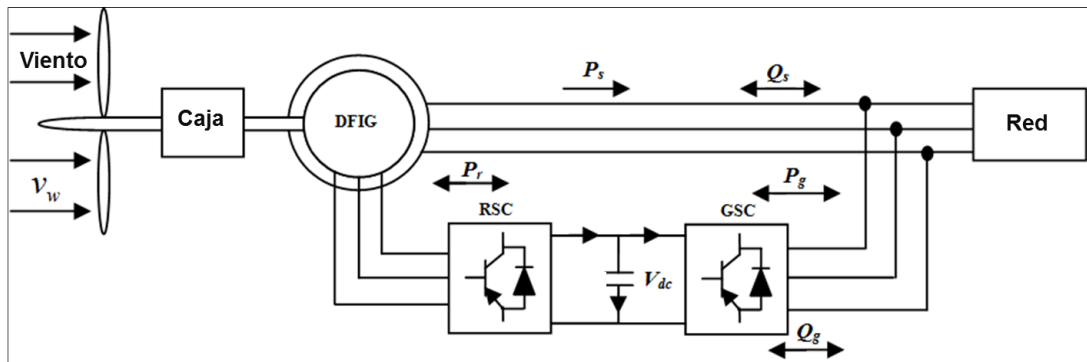 Viento
v_w
Caja
DFIG
P_s
Q_s
Red
P_r
P_g
RSC
GSC
V_dc
Q_g